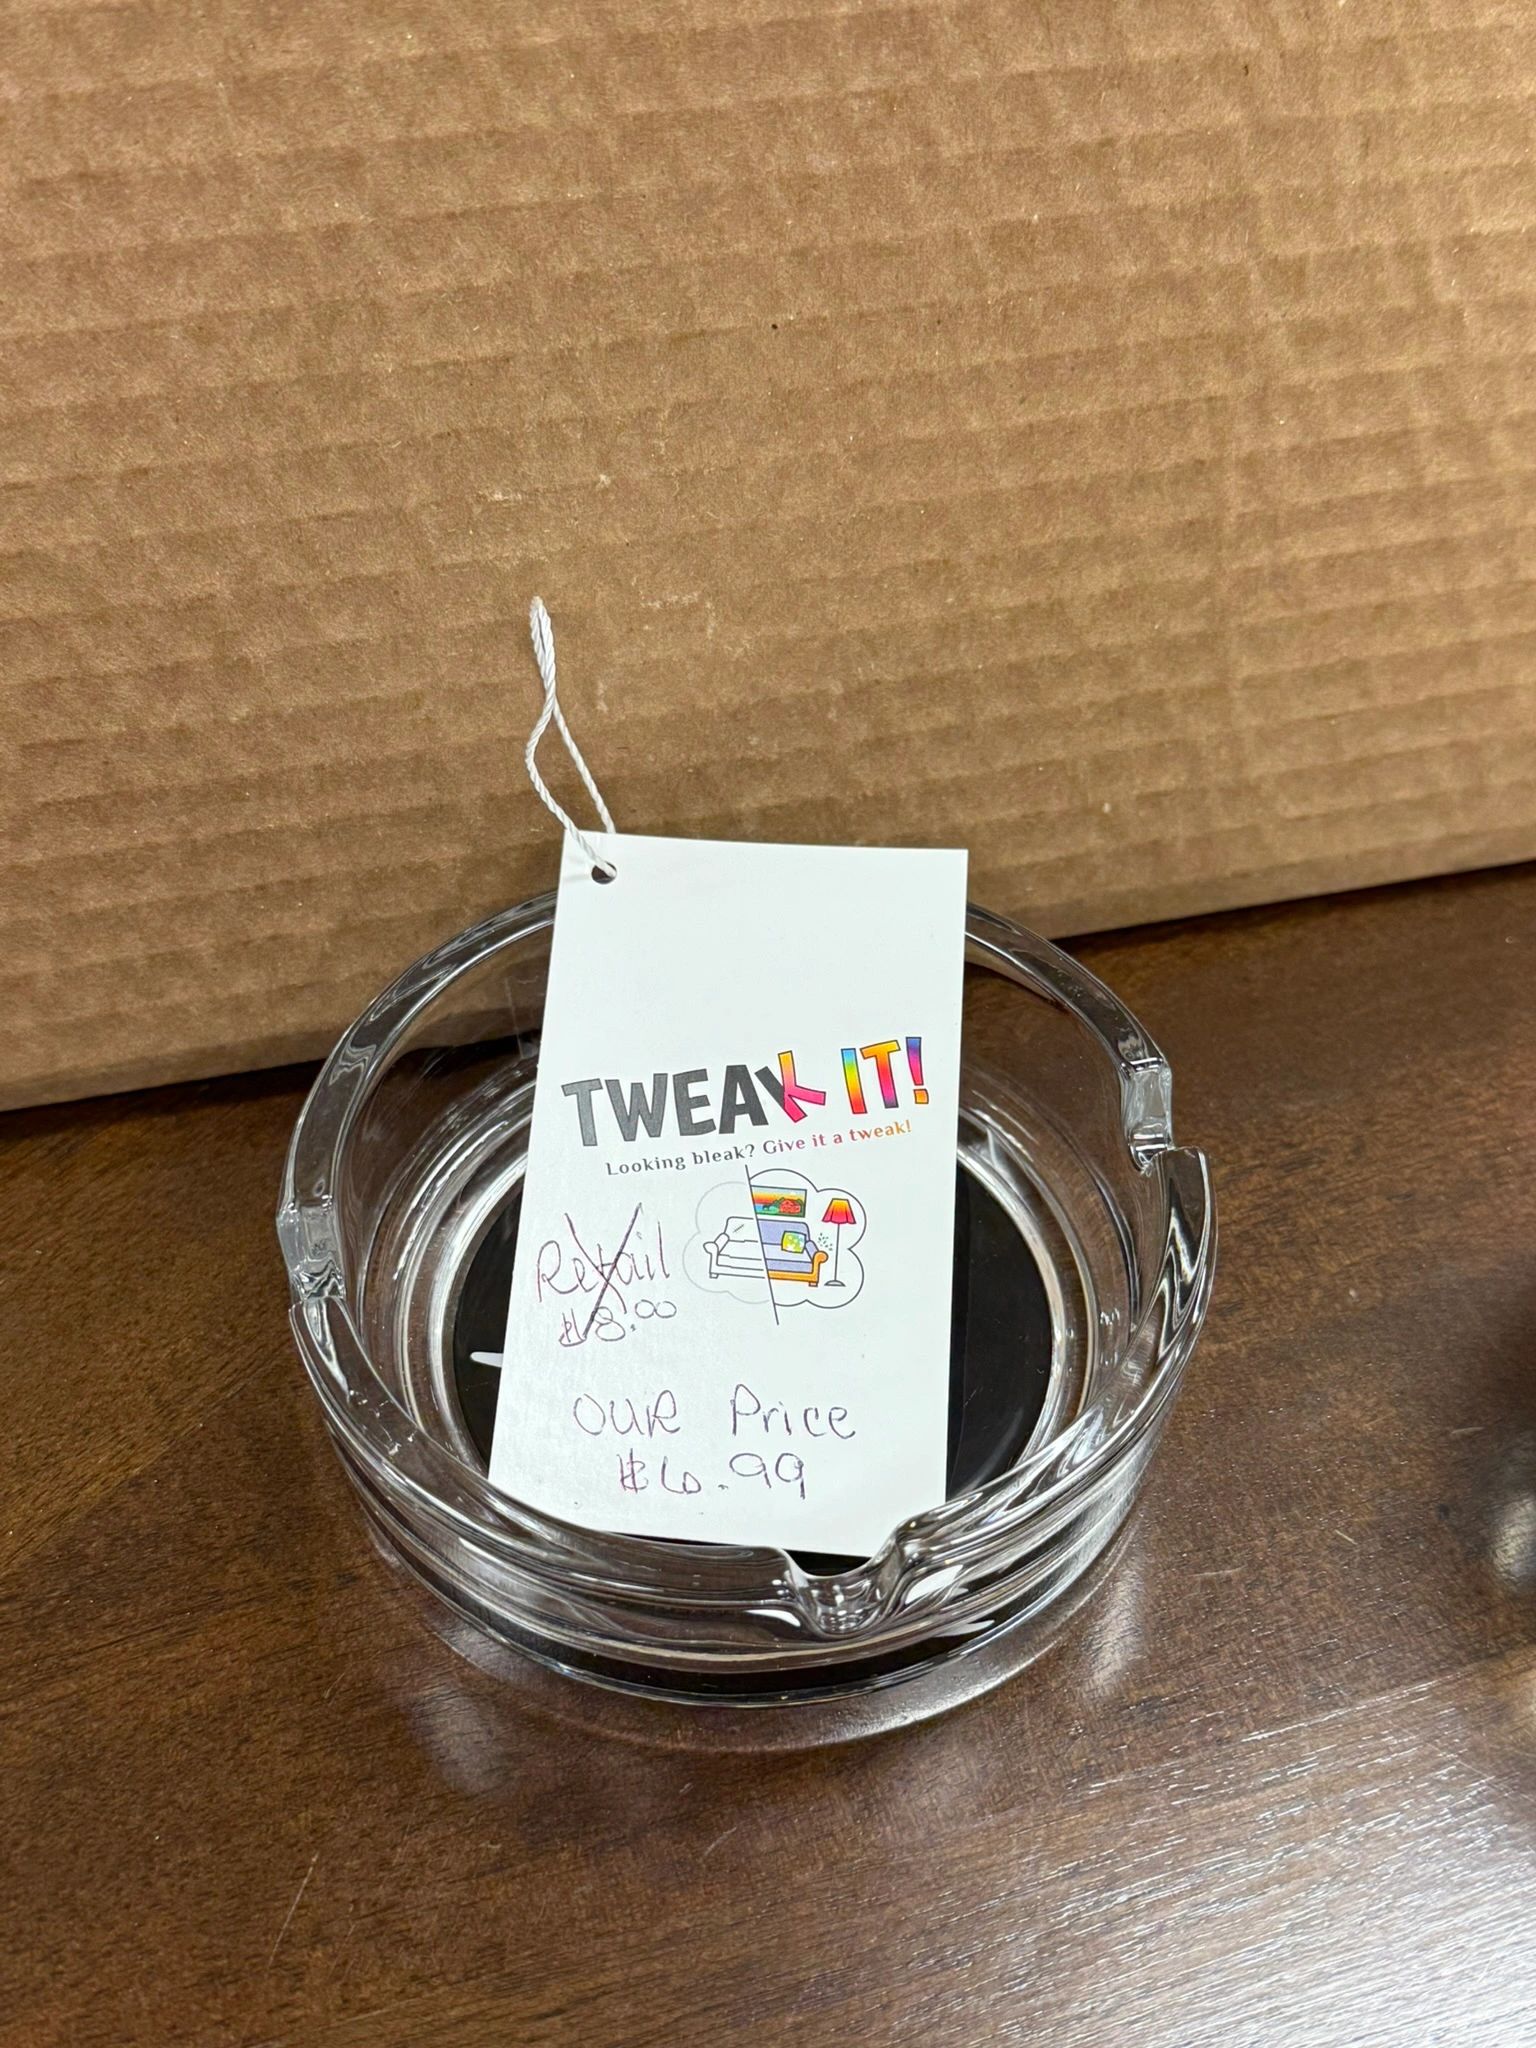 TWEAK IT!
Looking bleak? Give it a tweak!
Retail
$8.00
OUR Price
$6.99